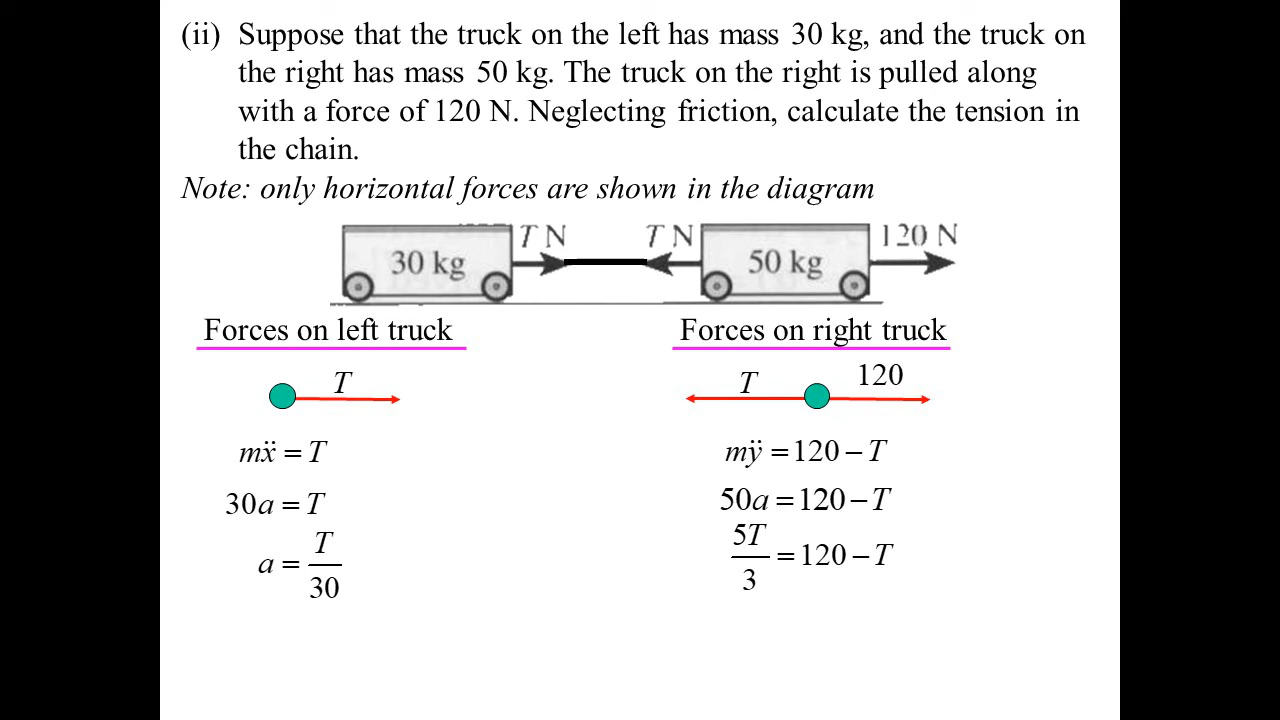 (ii) Suppose that the truck on the left has mass 30 kg, and the truck on
the right has mass 50 kg. The truck on the right is pulled along
with a force of 120 N. Neglecting friction, calculate the tension in
the chain.
Note: only horizontal forces are shown in the diagram
T N T N 120 N
30 kg 50 kg
Forces on left truck Forces on right truck
T T 120
mẍ = T mÿ = 120 − T
30a = T 50a = 120 − T
a = T/30 5T/3 = 120 − T